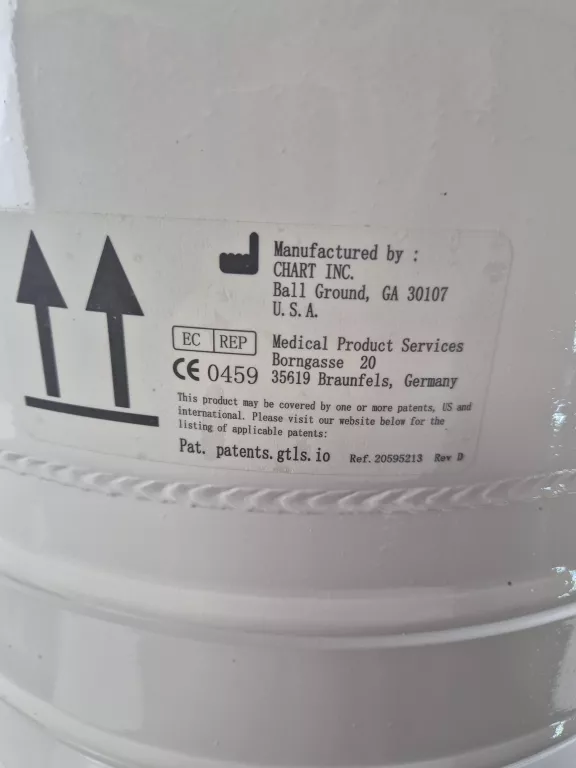 Manufactured by :
CHART INC.
Ball Ground, GA 30107
U.S.A.
EC REP Medical Product Services
Borngasse 20
CE 0459 35619 Braunfels, Germany
This product may be covered by one or more patents, US and
international. Please visit our website below for the
listing of applicable patents:
Pat. patents.gtls.io Ref. 20595213 Rev D